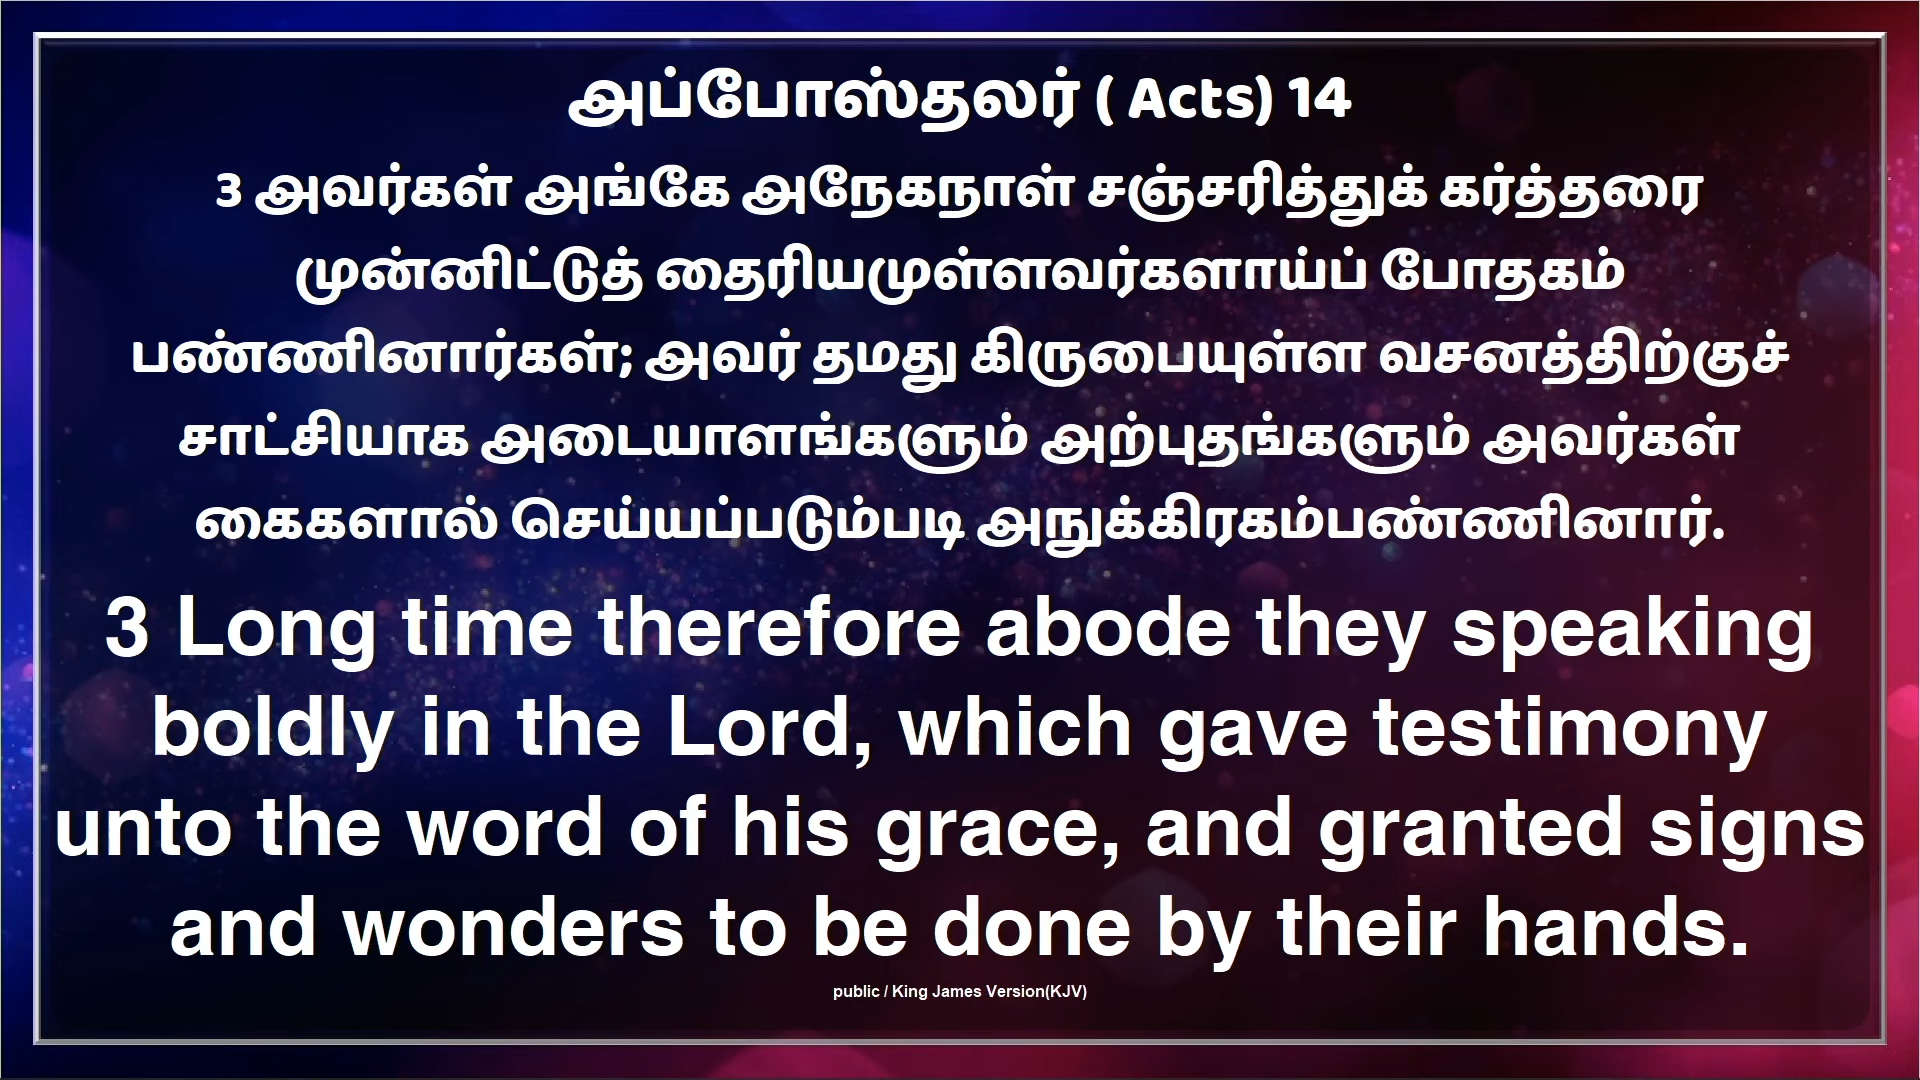 அப்போஸ்தலர் ( Acts) 14
3 அவர்கள் அங்கே அநேகநாள் சஞ்சரித்துக் கர்த்தரை
முன்னிட்டுத் தைரியமுள்ளவர்களாய்ப் போதகம்
பண்ணினார்கள்; அவர் தமது கிருபையுள்ள வசனத்திற்குச்
சாட்சியாக அடையாளங்களும் அற்புதங்களும் அவர்கள்
கைகளால் செய்யப்படும்படி அநுக்கிரகம்பண்ணினார்.
3 Long time therefore abode they speaking
boldly in the Lord, which gave testimony
unto the word of his grace, and granted signs
and wonders to be done by their hands.
public / King James Version(KJV)